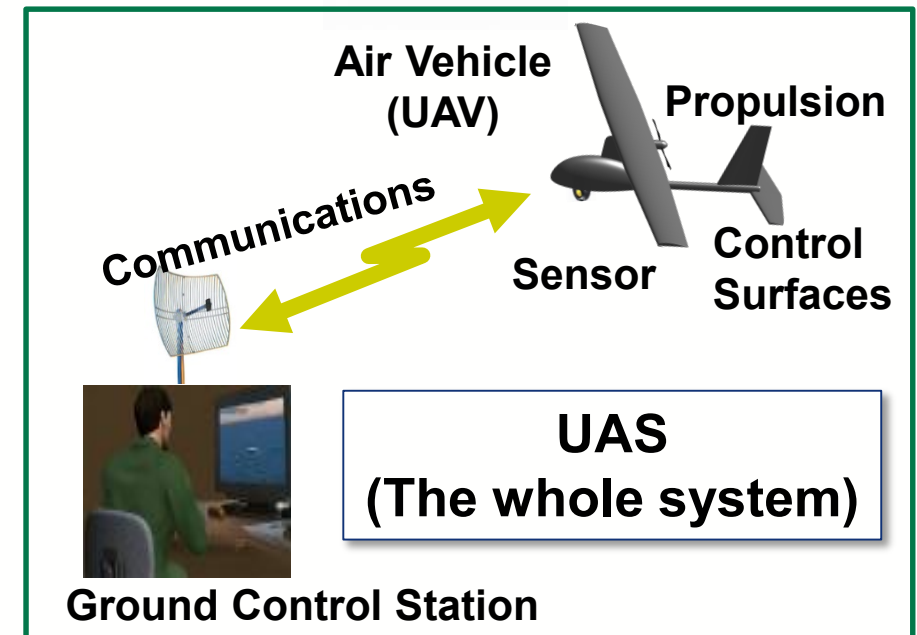 Air Vehicle
(UAV)
Propulsion
Communications
Sensor
Control
Surfaces
UAS
(The whole system)
Ground Control Station